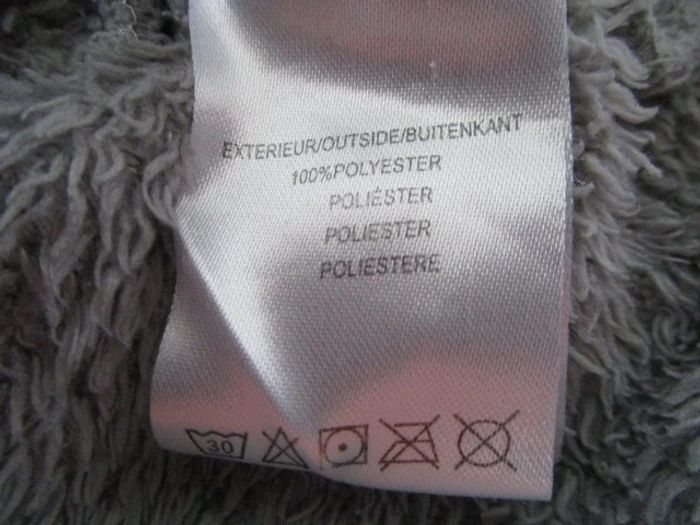 EXTERIEUR/OUTSIDE/BUITENKANT
100%POLYESTER
POLIÉSTER
POLIESTER
POLIESTERE
30